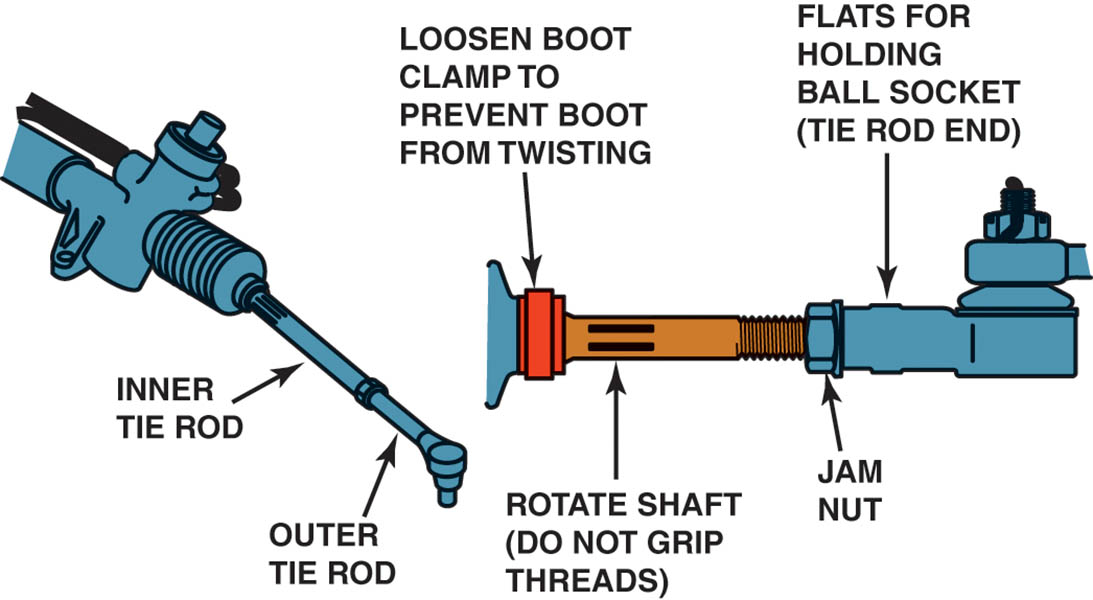 LOOSEN BOOT
CLAMP TO
PREVENT BOOT
FROM TWISTING
FLATS FOR
HOLDING
BALL SOCKET
(TIE ROD END)
INNER
TIE ROD
OUTER
TIE ROD
ROTATE SHAFT
(DO NOT GRIP
THREADS)
JAM
NUT